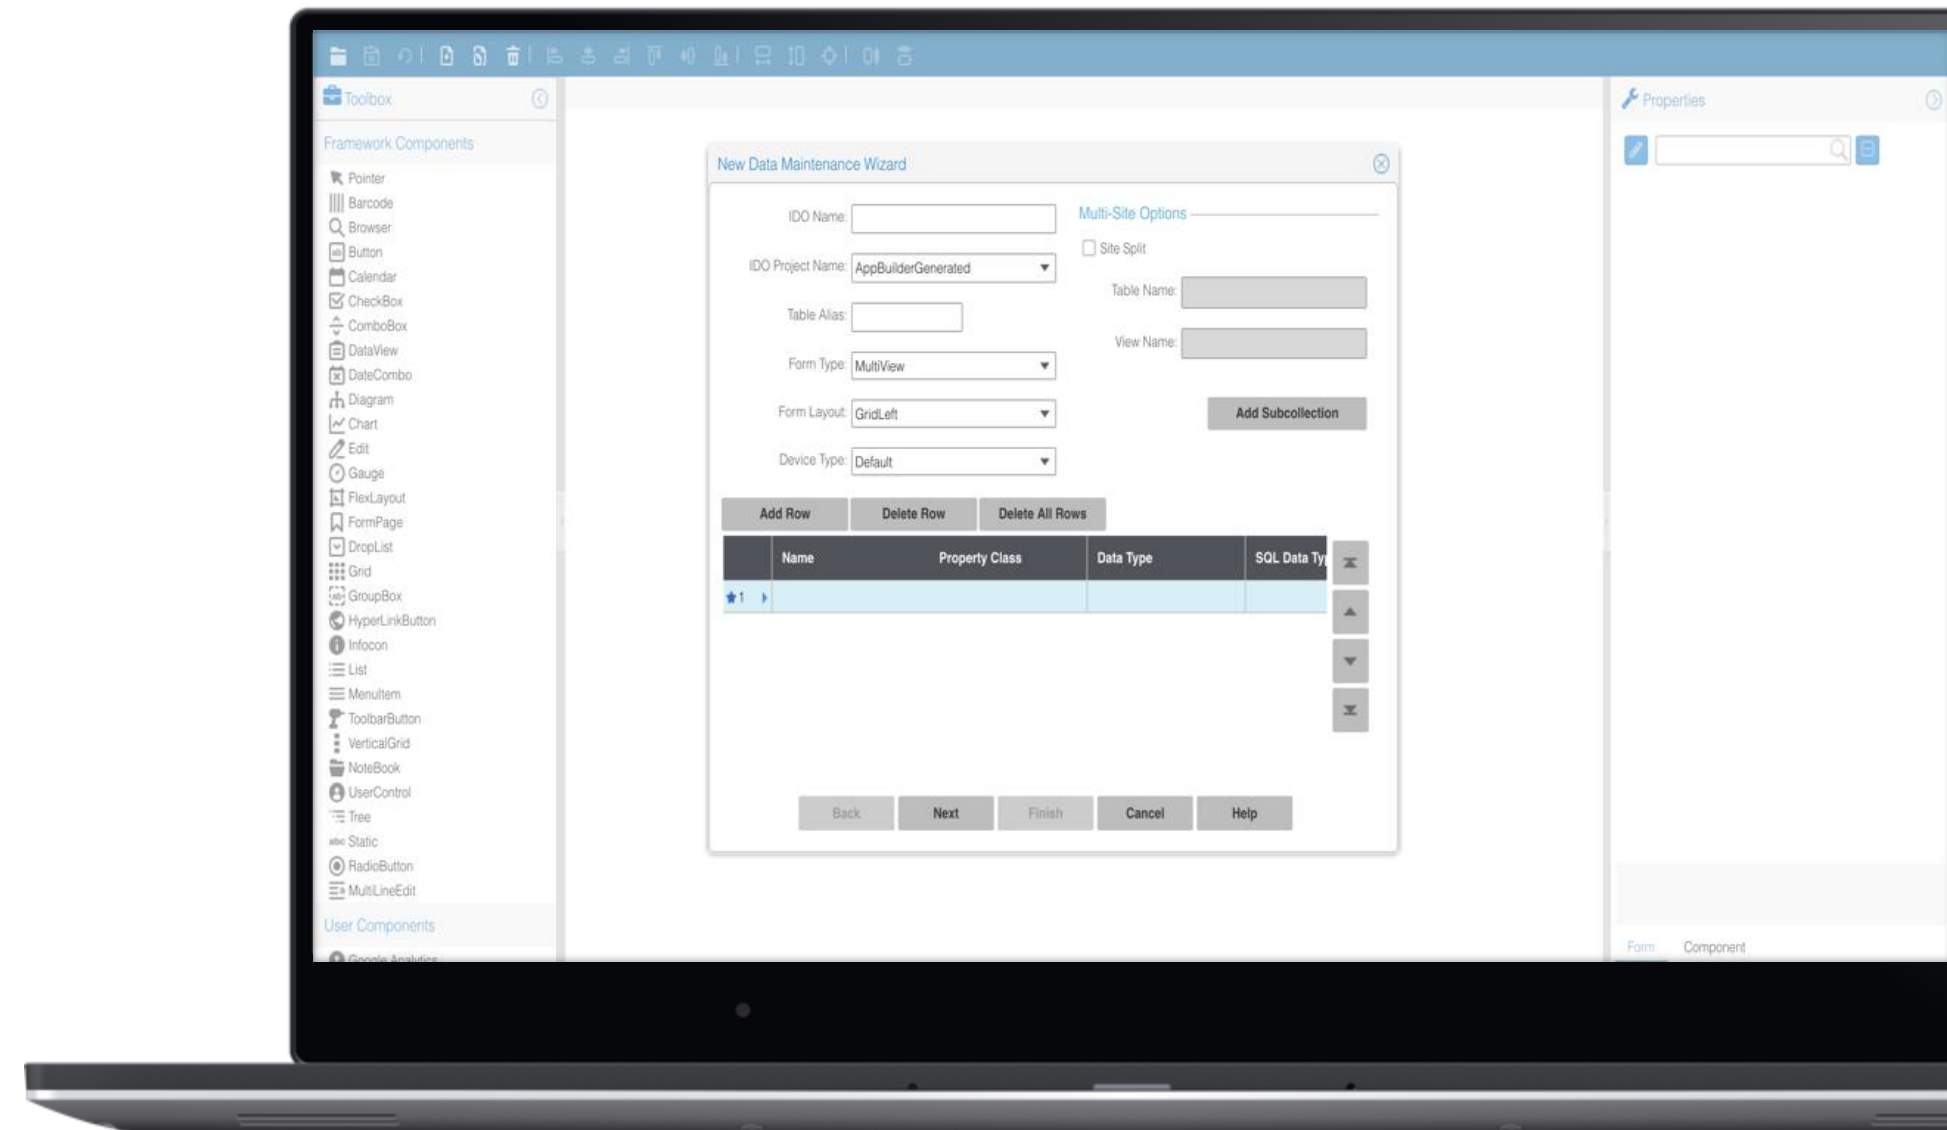 Toolbox
Framework Components
Pointer
Barcode
Browser
Button
Calendar
CheckBox
ComboBox
DataView
DateCombo
Diagram
Chart
Edit
Gauge
FlexLayout
FormPage
DropList
Grid
GroupBox
HyperLinkButton
Infocon
List
MenuItem
ToolbarButton
VerticalGrid
NoteBook
UserControl
Tree
abc Static
RadioButton
MultiLineEdit
User Components
Google Analytics
New Data Maintenance Wizard
IDO Name:
IDO Project Name: AppBuilderGenerated
Table Alias:
Form Type: MultiView
Form Layout: GridLeft
Device Type: Default
Multi-Site Options
Site Split
Table Name:
View Name:
Add Subcollection
Add Row Delete Row Delete All Rows
Name Property Class Data Type SQL Data Ty
1
Back Next Finish Cancel Help
Properties
Form Component